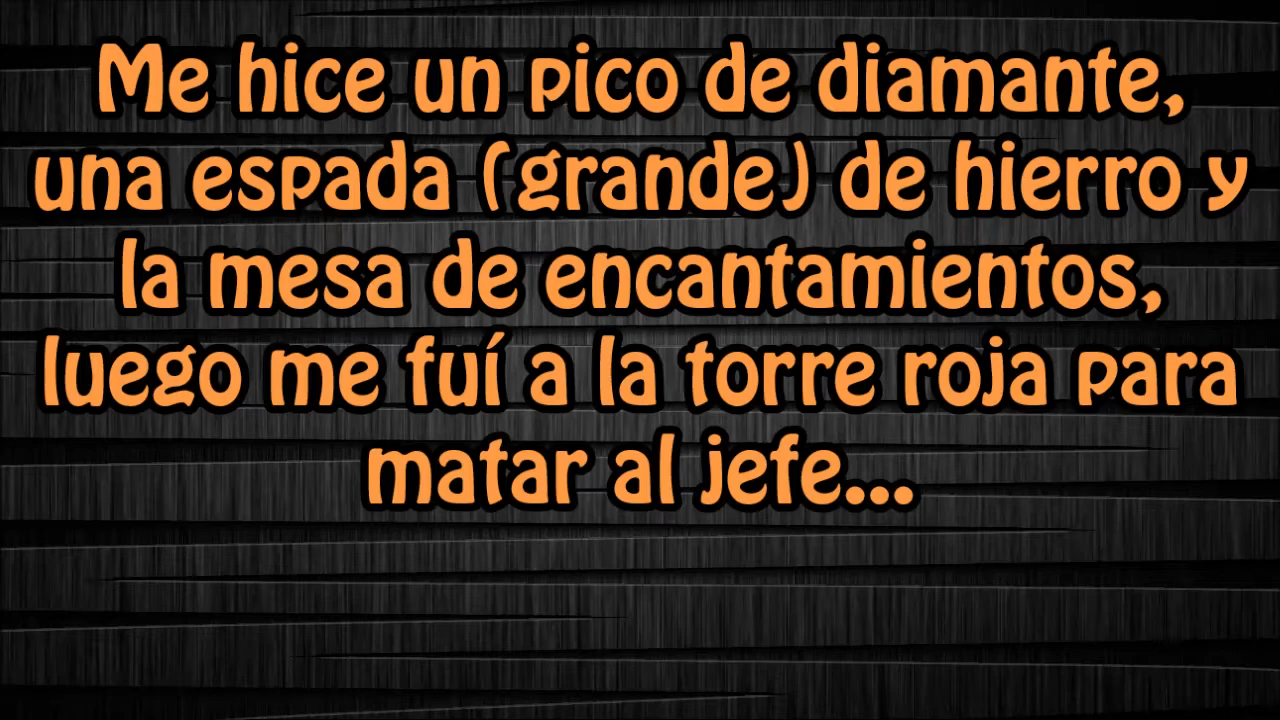 Me hice un pico de diamante,
una espada (grande) de hierro y
la mesa de encantamientos,
luego me fuí a la torre roja para
matar al jefe...